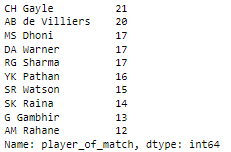 CH Gayle 21
AB de Villiers 20
MS Dhoni 17
DA Warner 17
RG Sharma 17
YK Pathan 16
SR Watson 15
SK Raina 14
G Gambhir 13
AM Rahane 12
Name: player_of_match, dtype: int64